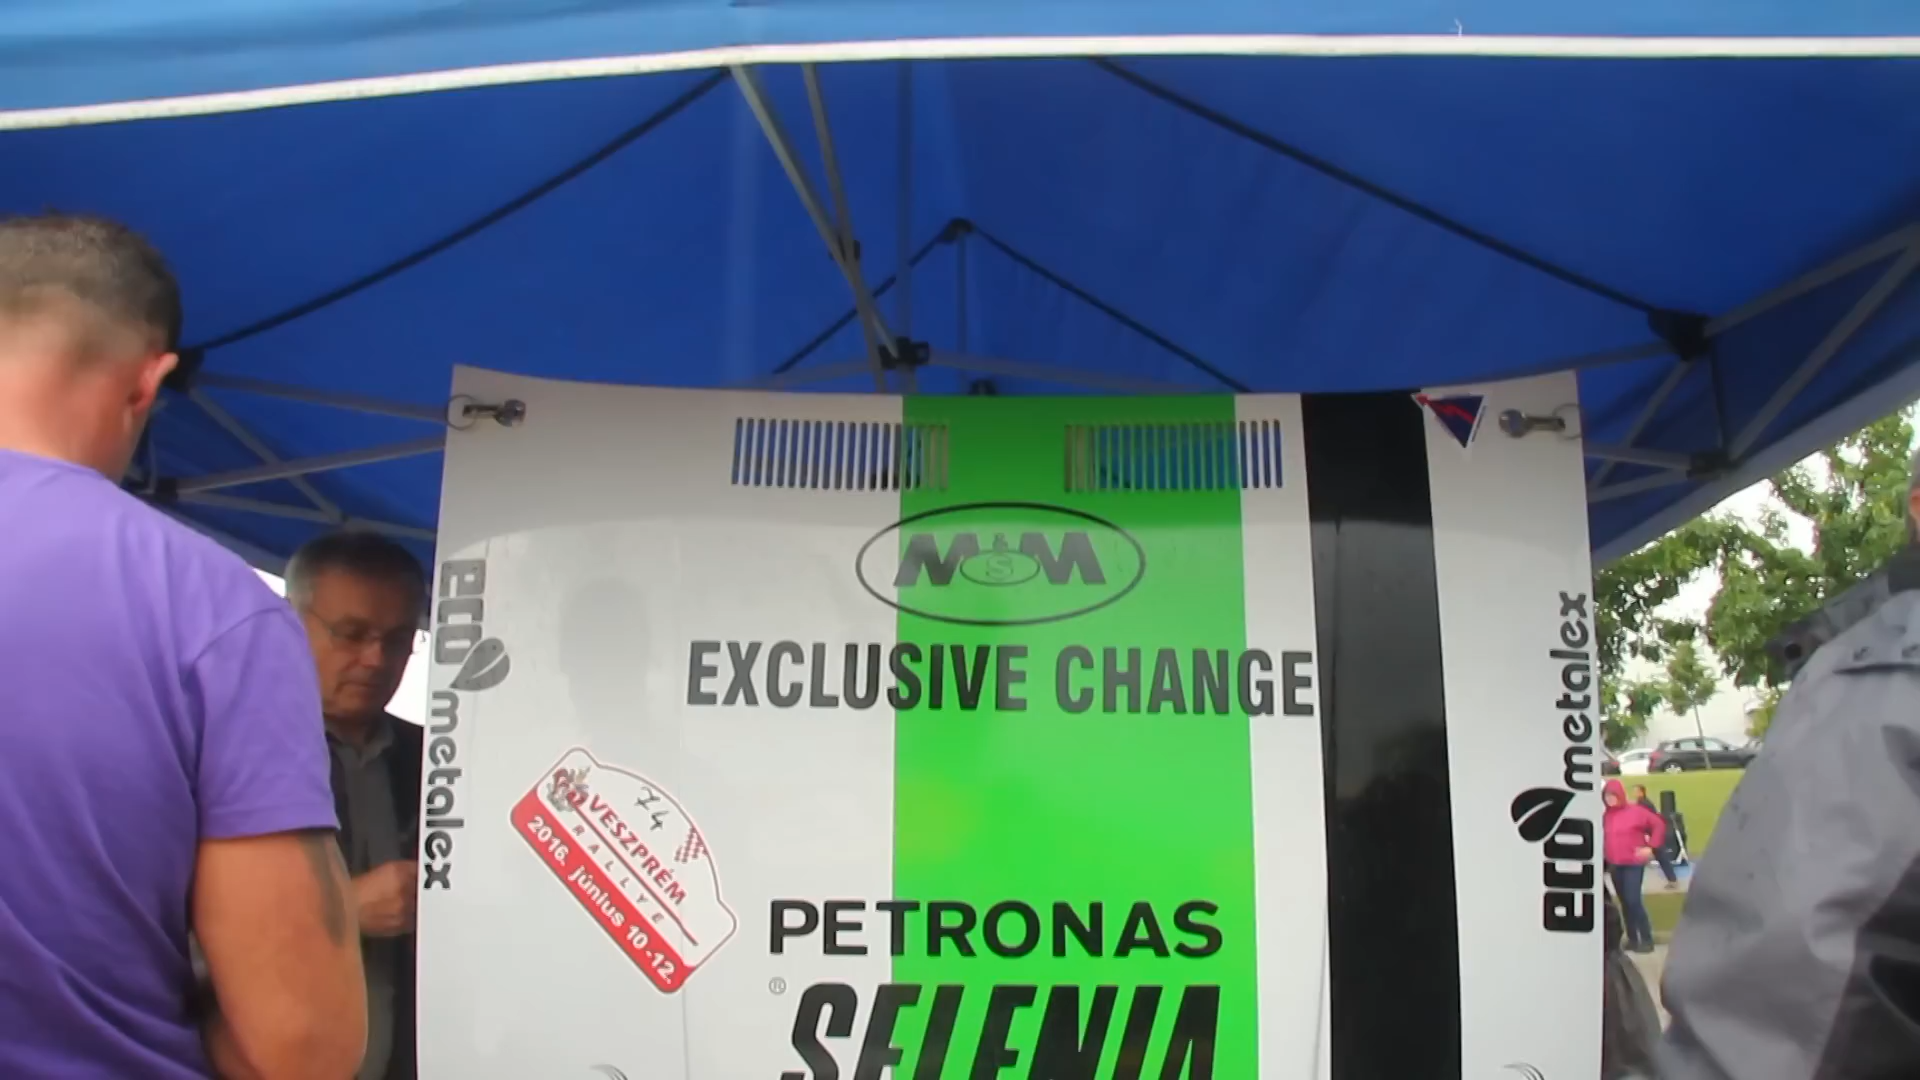 M&M
S
EXCLUSIVE CHANGE
eco metalex
eco metalex
74
VESZPRÉM
RALLYE
2016. június 10-12.
PETRONAS
® SELENIA